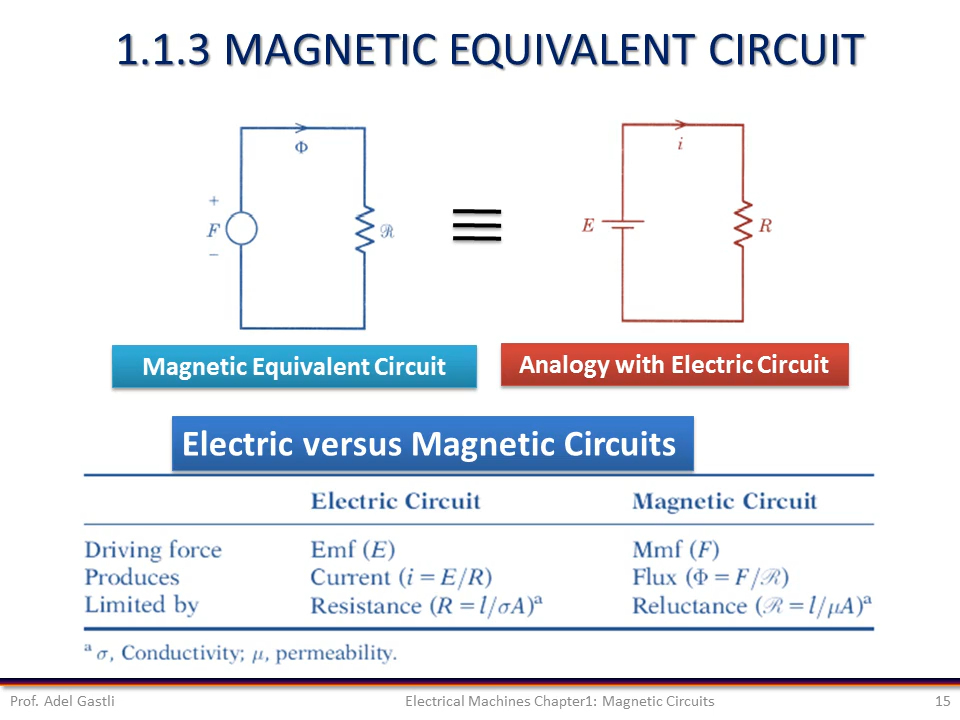 1.1.3 MAGNETIC EQUIVALENT CIRCUIT
Φ
+
F
−
ℛ
i
E
R
Magnetic Equivalent Circuit
Analogy with Electric Circuit
Electric versus Magnetic Circuits
Electric Circuit Magnetic Circuit
Driving force Emf (E) Mmf (F)
Produces Current (i = E/R) Flux (Φ = F/ℛ)
Limited by Resistance (R = l/σA)ᵃ Reluctance (ℛ = l/μA)ᵃ
ᵃ σ, Conductivity; μ, permeability.
Prof. Adel Gastli Electrical Machines Chapter1: Magnetic Circuits 15